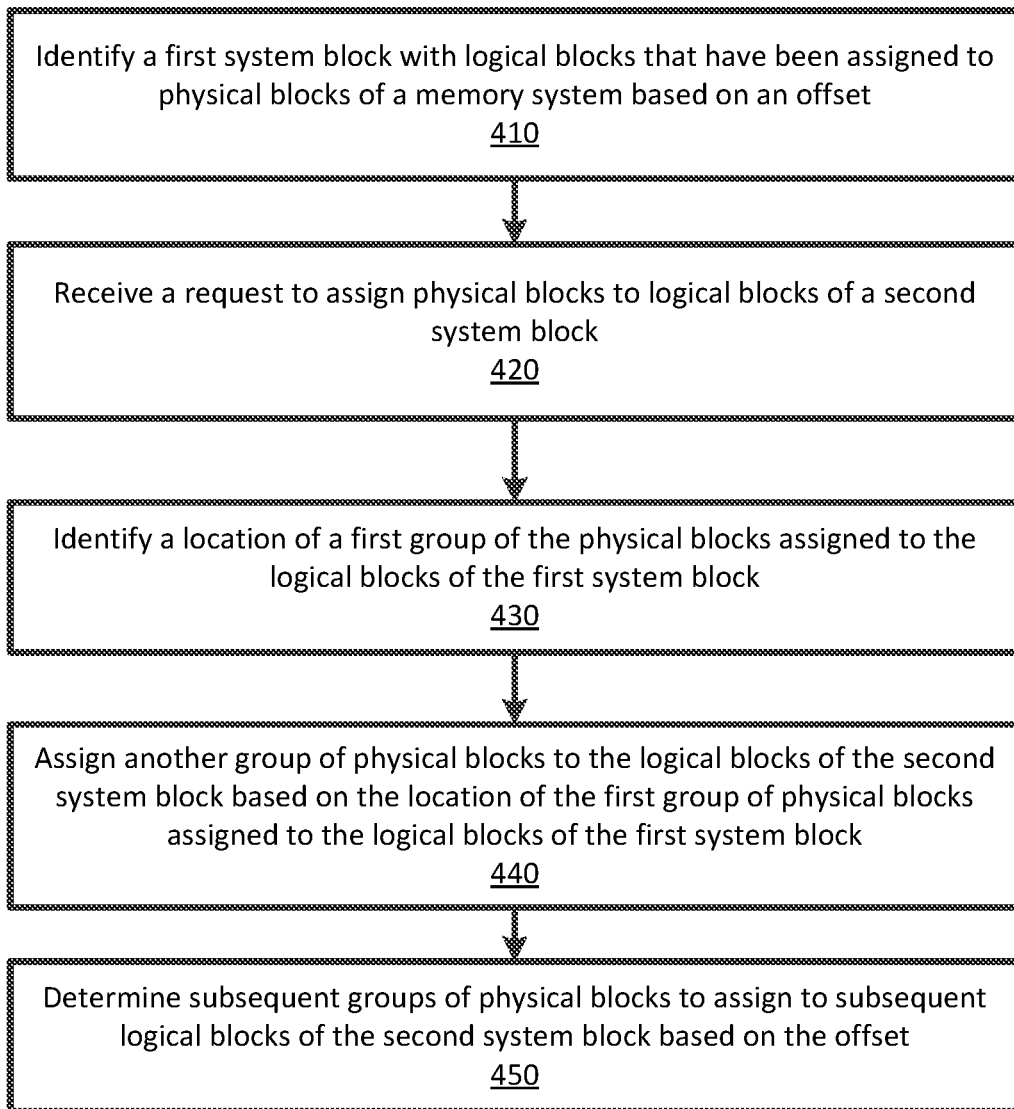 Identify a first system block with logical blocks that have been assigned to
physical blocks of a memory system based on an offset
410
Receive a request to assign physical blocks to logical blocks of a second
system block
420
Identify a location of a first group of the physical blocks assigned to the
logical blocks of the first system block
430
Assign another group of physical blocks to the logical blocks of the second
system block based on the location of the first group of physical blocks
assigned to the logical blocks of the first system block
440
Determine subsequent groups of physical blocks to assign to subsequent
logical blocks of the second system block based on the offset
450